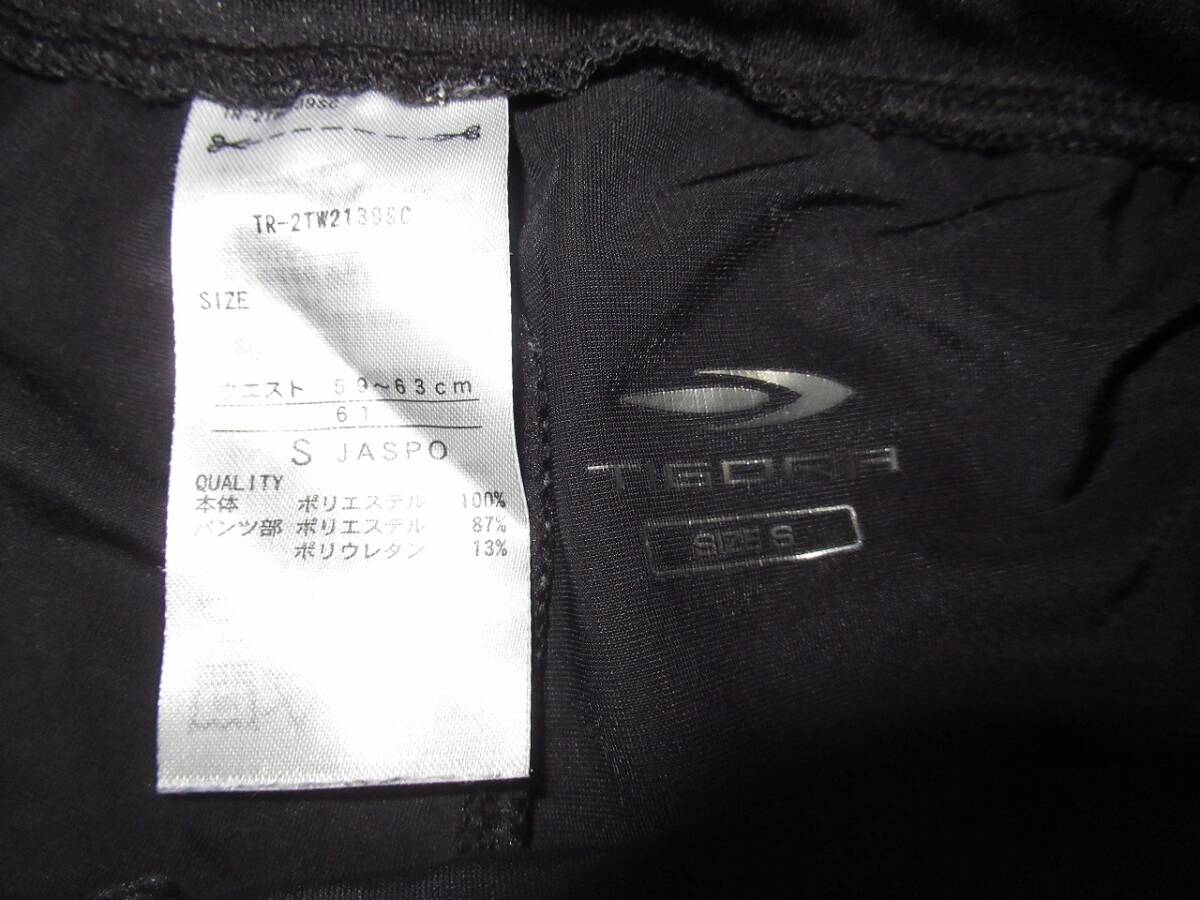 TR-2TW2139SC
SIZE
ウエスト 59~63cm
61
S JASPO
QUALITY
本体 ポリエステル 100%
パンツ部 ポリエステル 87%
ポリウレタン 13%
TIGORA
SIZE S